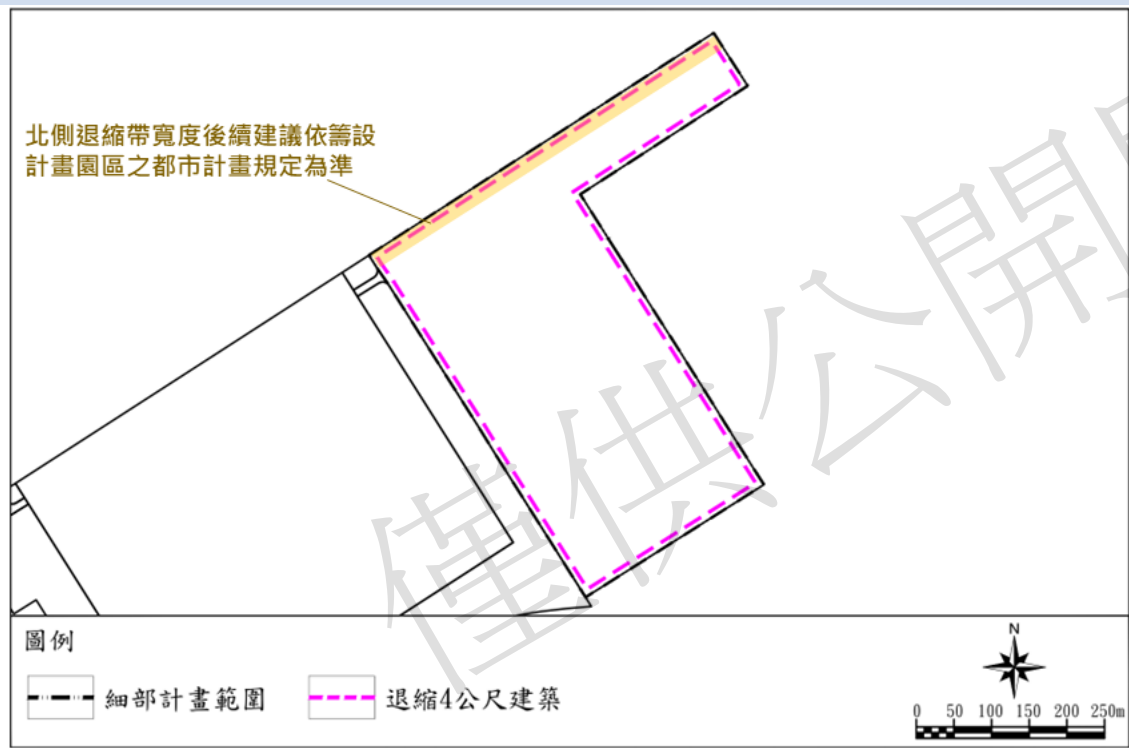 北側退縮帶寬度後續建議依籌設
計畫園區之都市計畫規定為準
僅供公開
圖例
細部計畫範圍
退縮4公尺建築
N
0 50 100 150 200 250m